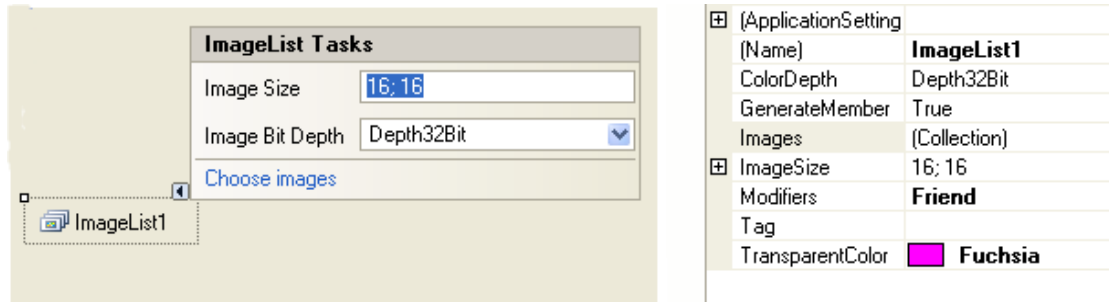 ImageList Tasks
Image Size 16; 16
Image Bit Depth Depth32Bit
Choose images
ImageList1
(ApplicationSetting
(Name) ImageList1
ColorDepth Depth32Bit
GenerateMember True
Images (Collection)
ImageSize 16; 16
Modifiers Friend
Tag
TransparentColor Fuchsia